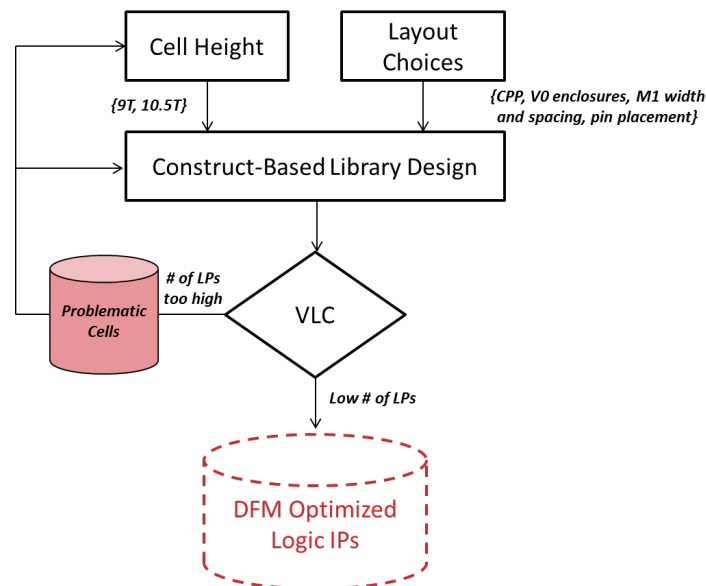 Cell Height
Layout
Choices
{9T, 10.5T}
{CPP, V0 enclosures, M1 width
and spacing, pin placement}
Construct-Based Library Design
# of LPs
too high
Problematic
Cells
VLC
Low # of LPs
DFM Optimized
Logic IPs